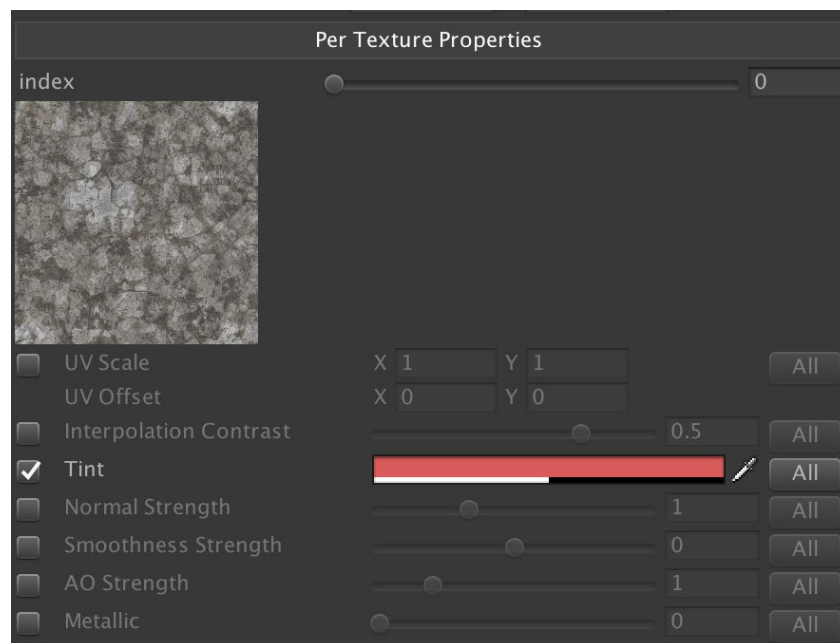 Per Texture Properties
index 0
UV Scale X 1 Y 1 All
UV Offset X 0 Y 0
Interpolation Contrast 0.5 All
Tint All
Normal Strength 1 All
Smoothness Strength 0 All
AO Strength 1 All
Metallic 0 All